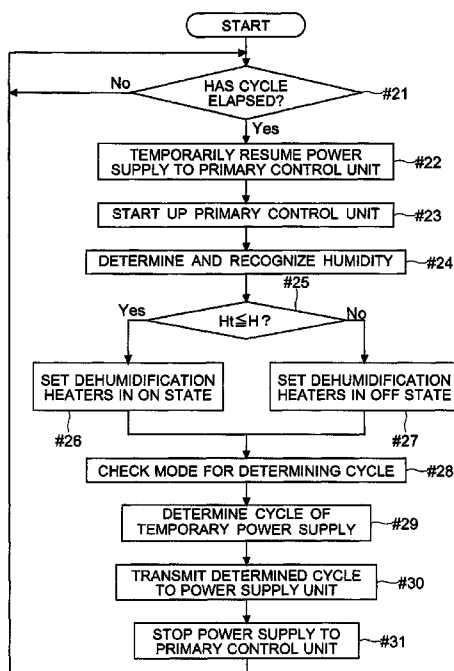 START
HAS CYCLE
ELAPSED?
No
#21
Yes
TEMPORARILY RESUME POWER
SUPPLY TO PRIMARY CONTROL UNIT
#22
START UP PRIMARY CONTROL UNIT
#23
DETERMINE AND RECOGNIZE HUMIDITY
#24
#25
Yes
Ht≦H?
No
SET DEHUMIDIFICATION
HEATERS IN ON STATE
#26
SET DEHUMIDIFICATION
HEATERS IN OFF STATE
#27
CHECK MODE FOR DETERMINING CYCLE
#28
DETERMINE CYCLE OF
TEMPORARY POWER SUPPLY
#29
TRANSMIT DETERMINED CYCLE
TO POWER SUPPLY UNIT
#30
STOP POWER SUPPLY TO
PRIMARY CONTROL UNIT
#31